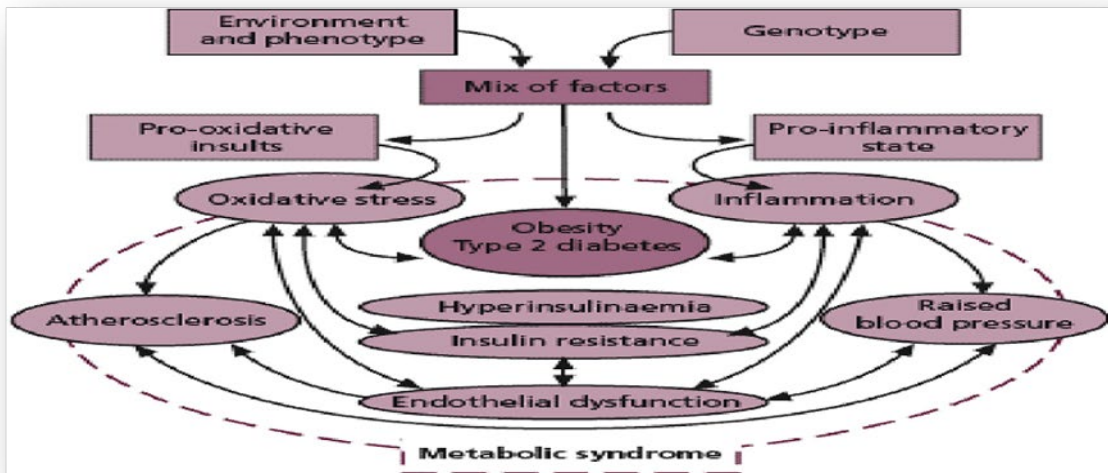 Environment
and phenotype
Genotype
Mix of factors
Pro-oxidative
insults
Pro-inflammatory
state
Oxidative stress
Inflammation
Obesity
Type 2 diabetes
Hyperinsulinaemia
Atherosclerosis
Raised
blood pressure
Insulin resistance
Endothelial dysfunction
Metabolic syndrome